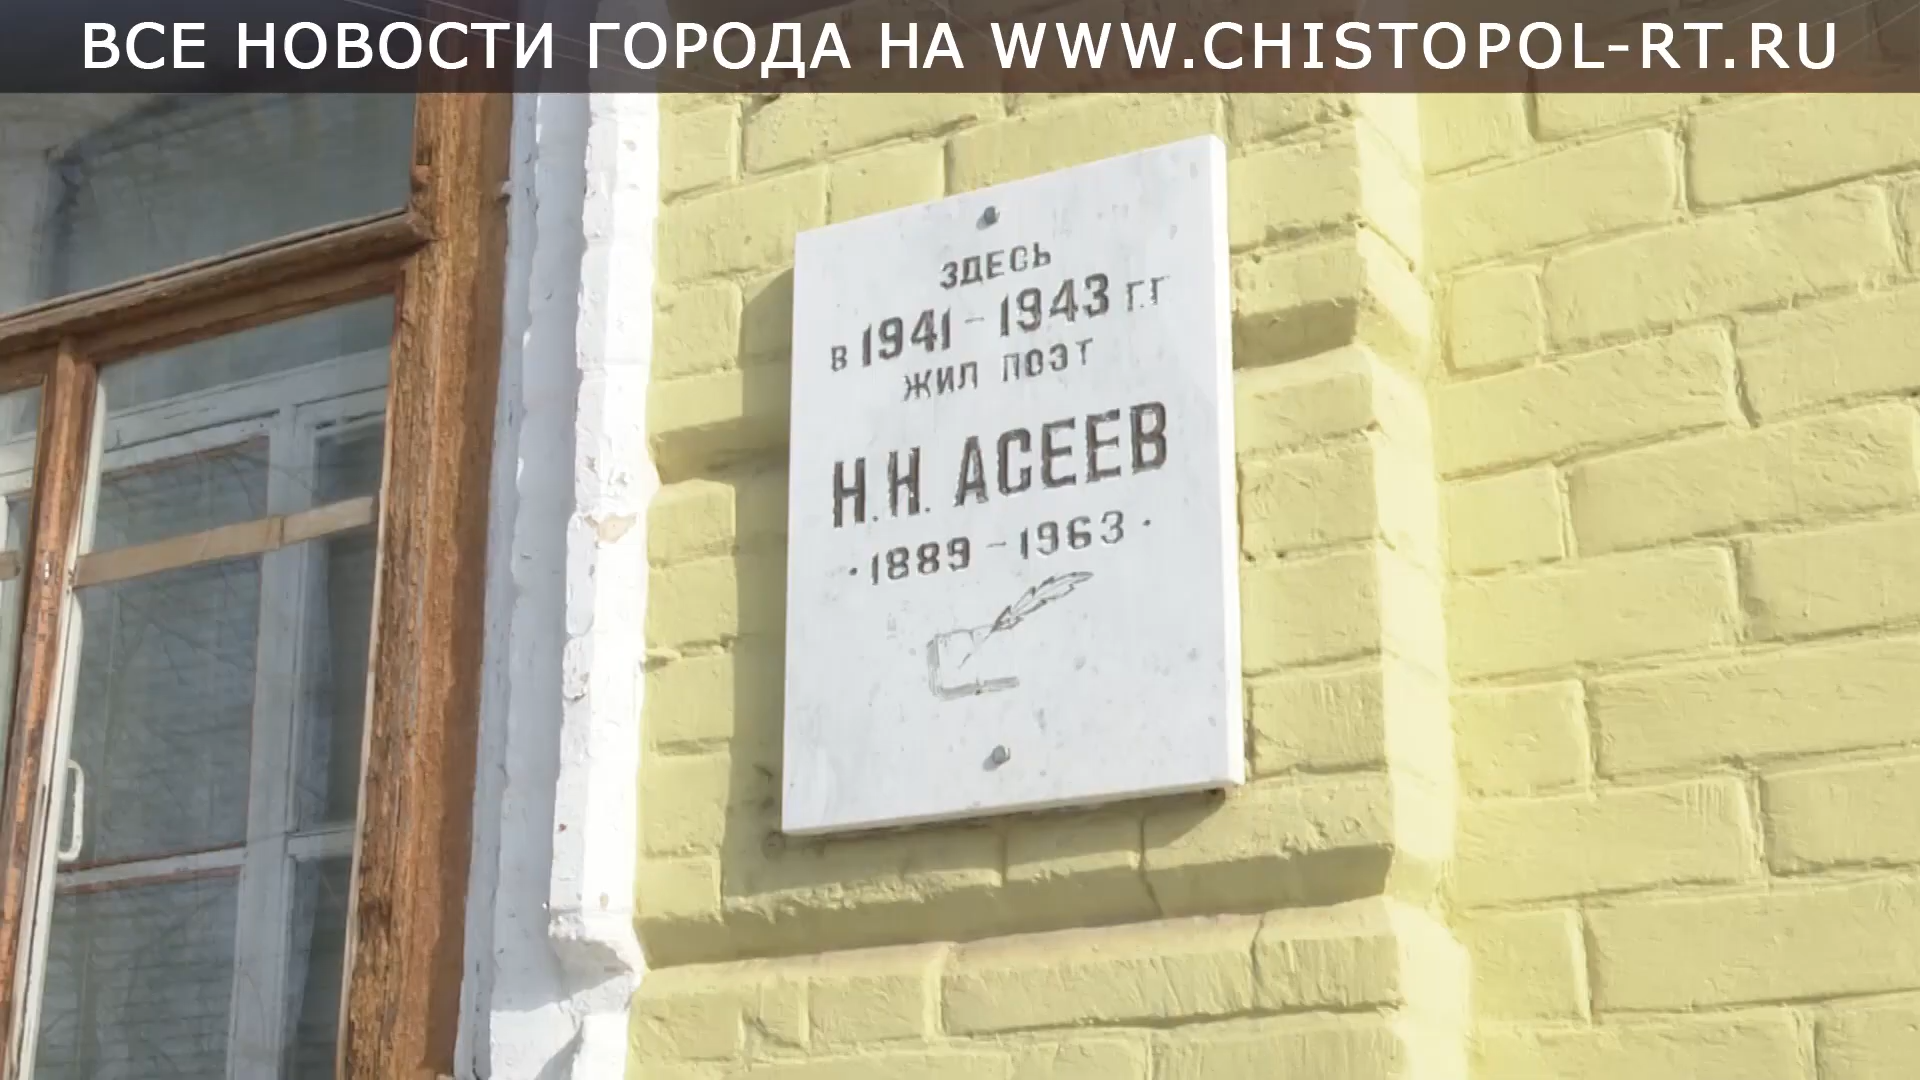 ВСЕ НОВОСТИ ГОРОДА НА WWW.CHISTOPOL-RT.RU
ЗДЕСЬ
В 1941 - 1943 Г.Г
ЖИЛ ПОЭТ
Н.Н. АСЕЕВ
· 1889 - 1963 ·